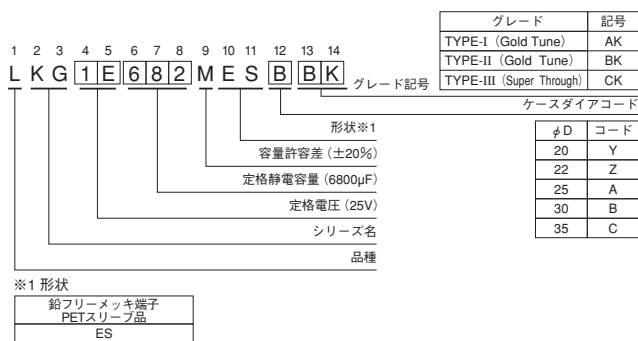 1 2 3 4 5 6 7 8 9 10 11 12 13 14
L K G 1 E 6 8 2 M E S B B K
グレード記号
ケースダイアコード
形状※1
容量許容差 (±20%)
定格静電容量 (6800µF)
定格電圧 (25V)
シリーズ名
品種
グレード 記号
TYPE-I (Gold Tune) AK
TYPE-II (Gold Tune) BK
TYPE-III (Super Through) CK
φD コード
20 Y
22 Z
25 A
30 B
35 C
※1 形状
鉛フリーメッキ端子
PETスリーブ品
ES